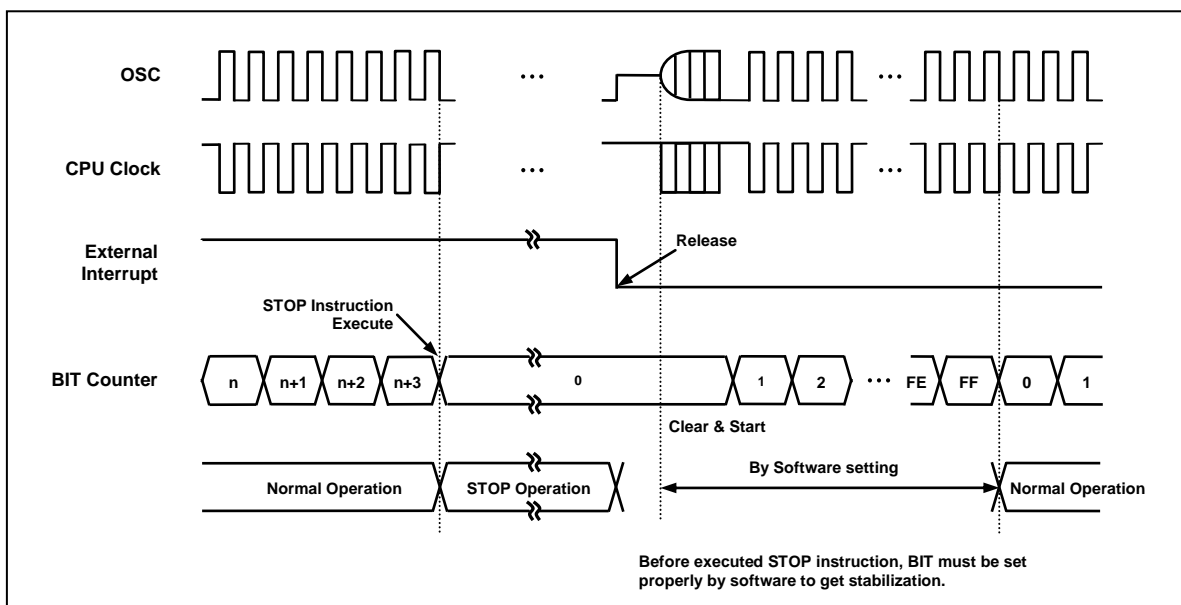 OSC
...
...
CPU Clock
...
...
External
Interrupt
Release
STOP Instruction
Execute
BIT Counter
n
n+1
n+2
n+3
0
1
2
...
FE
FF
0
1
Clear & Start
Normal Operation
STOP Operation
By Software setting
Normal Operation
Before executed STOP instruction, BIT must be set
properly by software to get stabilization.